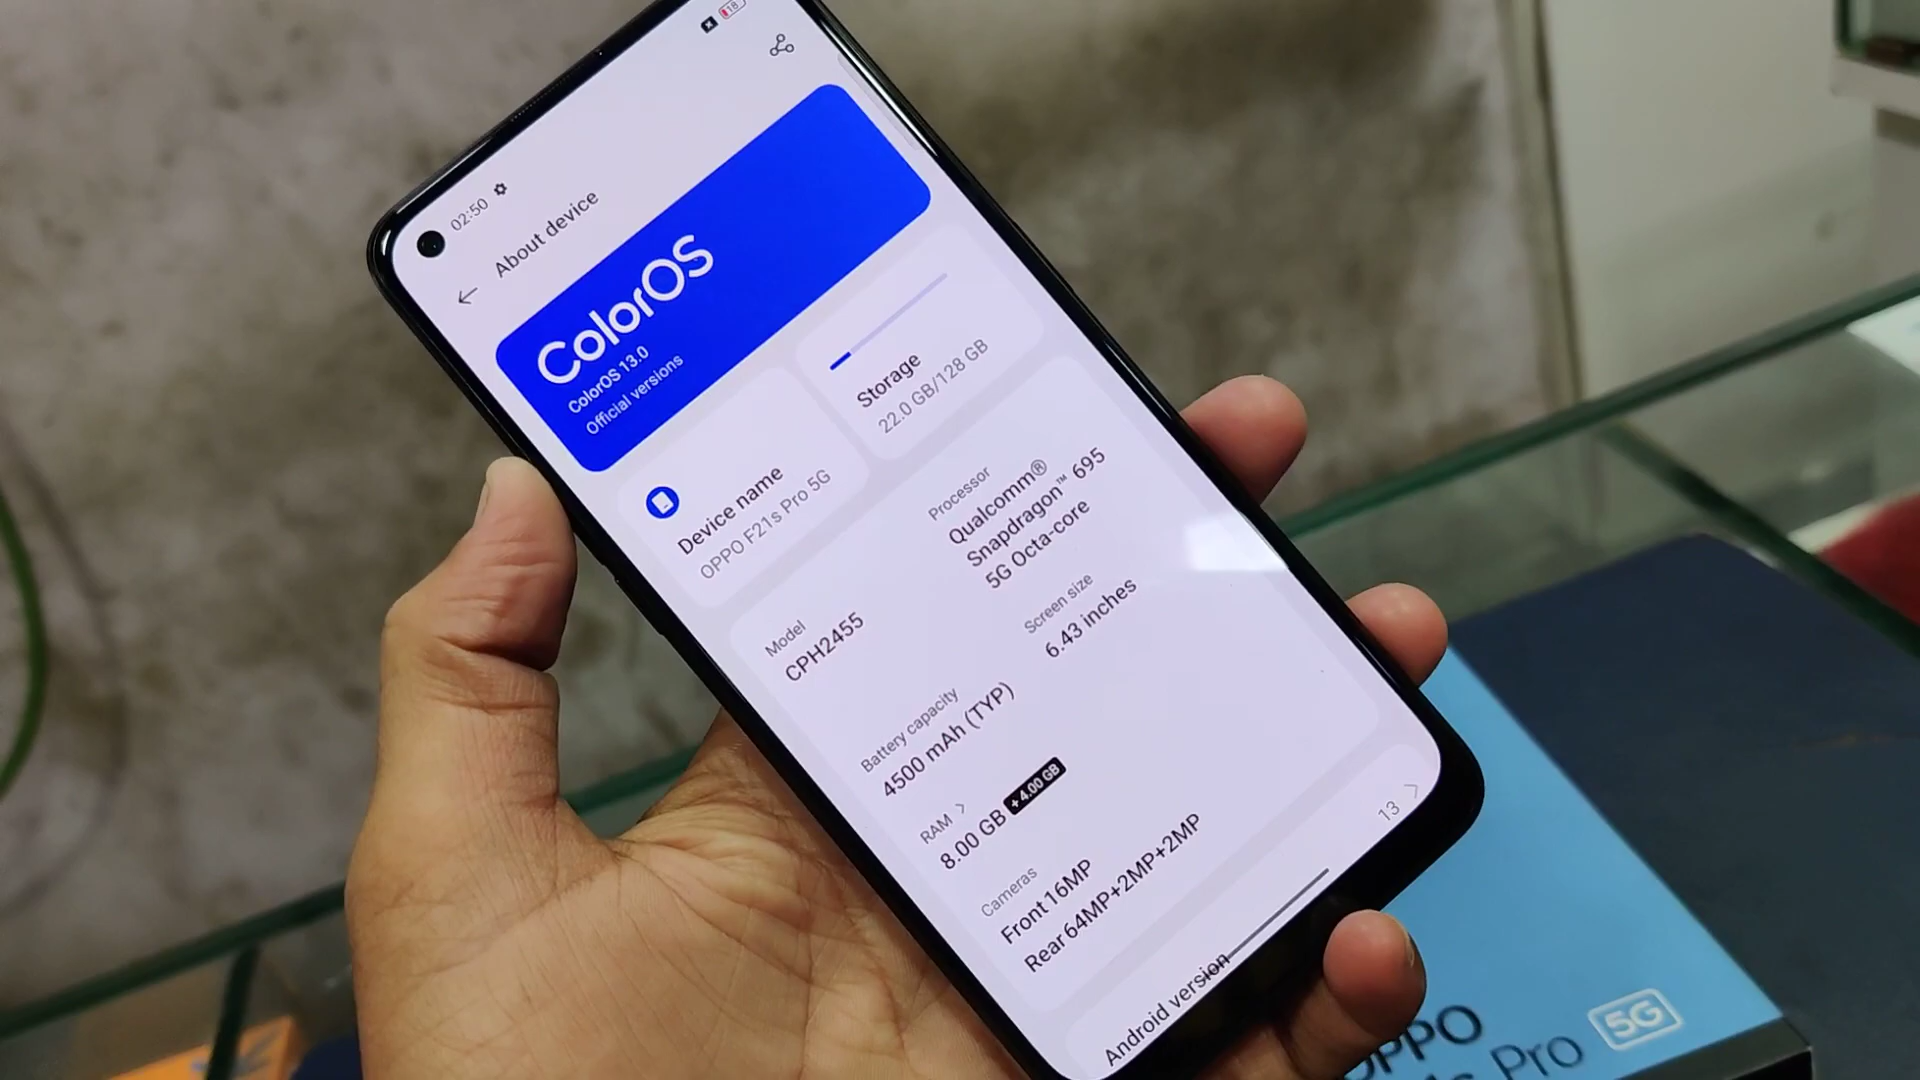 02:50
18
About device
ColorOS
ColorOS 13.0
Official versions
Device name
OPPO F21s Pro 5G
Storage
22.0 GB/128 GB
Model
CPH2455
Processor
Qualcomm®
Snapdragon™ 695
5G Octa-core
Battery capacity
4500 mAh (TYP)
Screen size
6.43 inches
RAM
8.00 GB + 4.00 GB
Cameras
Front 16MP
Rear 64MP+2MP+2MP
Android version
13
OPPO
Pro 5G